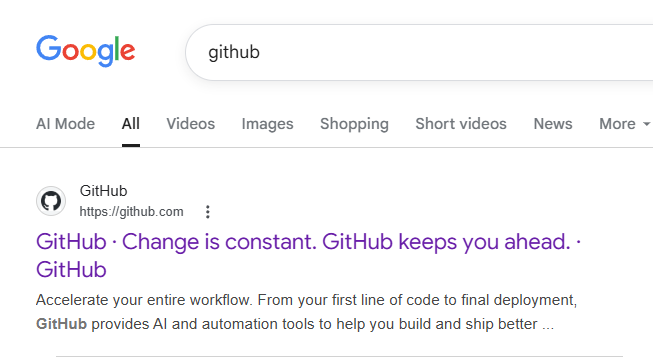 Google
github
AI Mode All Videos Images Shopping Short videos News More
GitHub
https://github.com
GitHub · Change is constant. GitHub keeps you ahead. ·
GitHub
Accelerate your entire workflow. From your first line of code to final deployment,
GitHub provides AI and automation tools to help you build and ship better ...